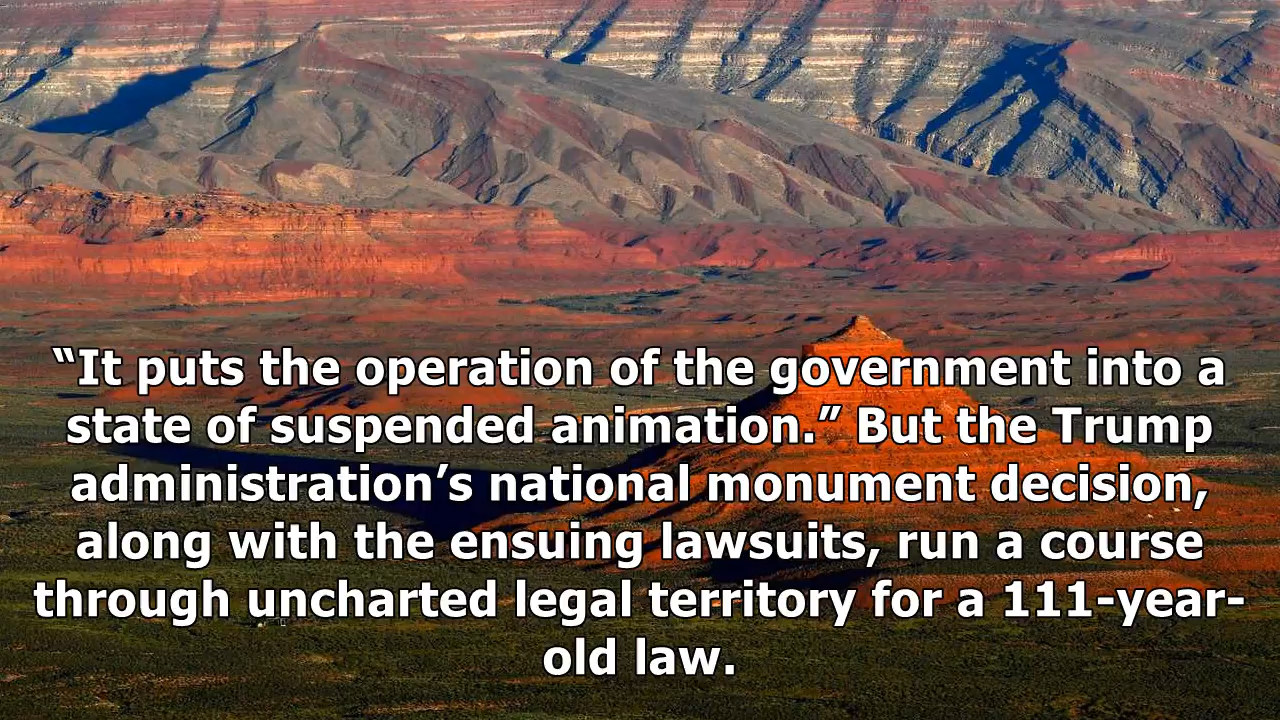 “It puts the operation of the government into a
state of suspended animation.” But the Trump
administration’s national monument decision,
along with the ensuing lawsuits, run a course
through uncharted legal territory for a 111-year-
old law.